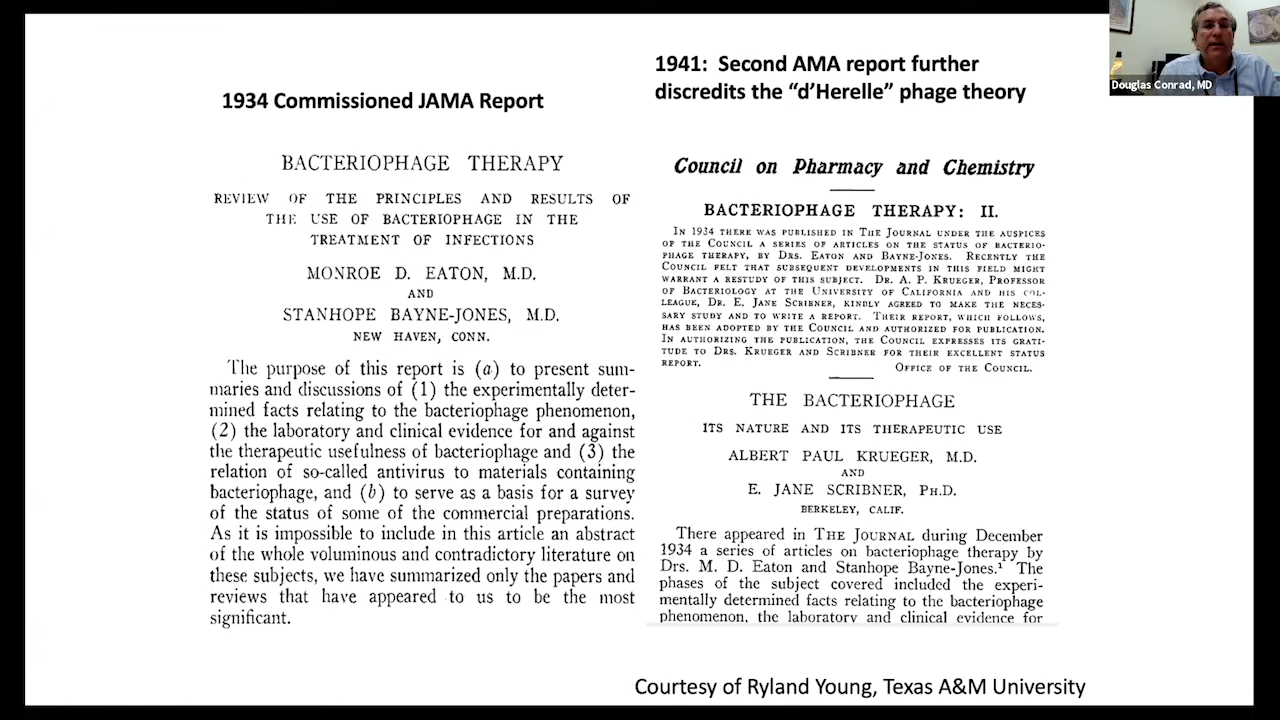 1934 Commissioned JAMA Report
BACTERIOPHAGE THERAPY
REVIEW OF THE PRINCIPLES AND RESULTS OF
THE USE OF BACTERIOPHAGE IN THE
TREATMENT OF INFECTIONS
MONROE D. EATON, M.D.
AND
STANHOPE BAYNE-JONES, M.D.
NEW HAVEN, CONN.
The purpose of this report is (a) to present sum-
maries and discussions of (1) the experimentally deter-
mined facts relating to the bacteriophage phenomenon,
(2) the laboratory and clinical evidence for and against
the therapeutic usefulness of bacteriophage and (3) the
relation of so-called antivirus to materials containing
bacteriophage, and (b) to serve as a basis for a survey
of the status of some of the commercial preparations.
As it is impossible to include in this article an abstract
of the whole voluminous and contradictory literature on
these subjects, we have summarized only the papers and
reviews that have appeared to us to be the most
significant.
1941: Second AMA report further
discredits the “d’Herelle” phage theory
Council on Pharmacy and Chemistry
BACTERIOPHAGE THERAPY: II.
IN 1934 THERE WAS PUBLISHED IN THE JOURNAL UNDER THE AUSPICES
OF THE COUNCIL A SERIES OF ARTICLES ON THE STATUS OF BACTERIO-
PHAGE THERAPY, BY DRS. EATON AND BAYNE-JONES. RECENTLY THE
COUNCIL FELT THAT SUBSEQUENT DEVELOPMENTS IN THIS FIELD MIGHT
WARRANT A RESTUDY OF THIS SUBJECT. DR. A. P. KRUEGER, PROFESSOR
OF BACTERIOLOGY AT THE UNIVERSITY OF CALIFORNIA AND HIS COL-
LEAGUE, DR. E. JANE SCRIBNER, KINDLY AGREED TO MAKE THE NECES-
SARY STUDY AND TO WRITE A REPORT. THEIR REPORT, WHICH FOLLOWS,
HAS BEEN ADOPTED BY THE COUNCIL AND AUTHORIZED FOR PUBLICATION.
IN AUTHORIZING THE PUBLICATION, THE COUNCIL EXPRESSES ITS GRATI-
TUDE TO DRS. KRUEGER AND SCRIBNER FOR THEIR EXCELLENT STATUS
REPORT. OFFICE OF THE COUNCIL.
THE BACTERIOPHAGE
ITS NATURE AND ITS THERAPEUTIC USE
ALBERT PAUL KRUEGER, M.D.
AND
E. JANE SCRIBNER, PH.D.
BERKELEY, CALIF.
There appeared in THE JOURNAL during December
1934 a series of articles on bacteriophage therapy by
Drs. M. D. Eaton and Stanhope Bayne-Jones.¹ The
phases of the subject covered included the experi-
mentally determined facts relating to the bacteriophage
phenomenon, the laboratory and clinical evidence for
Courtesy of Ryland Young, Texas A&M University
Douglas Conrad, MD